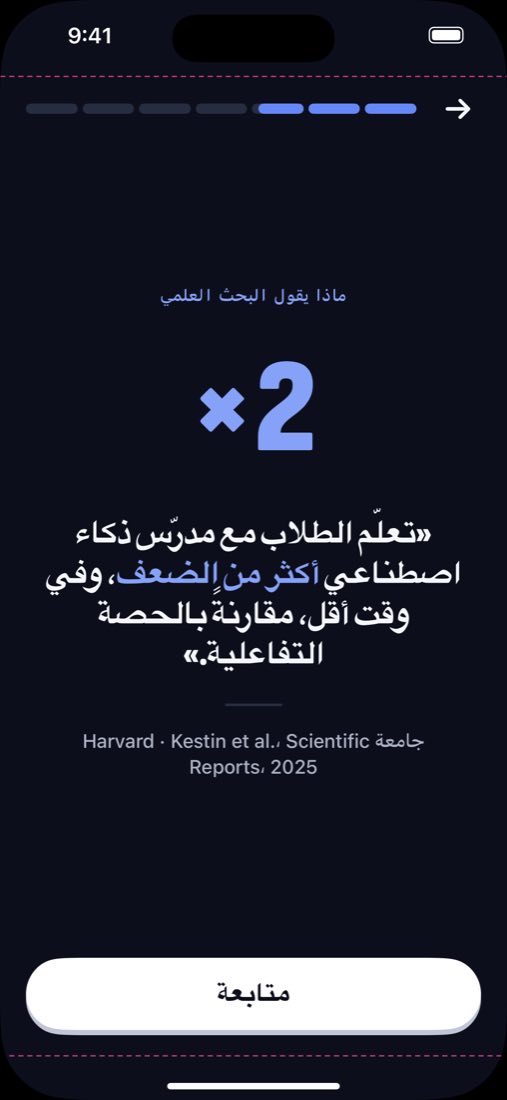 9:41
ماذا يقول البحث العلمي
×2
«تعلّم الطلاب مع مدرّس ذكاء
اصطناعي أكثر من الضعف، وفي
وقت أقل، مقارنةً بالحصة
التفاعلية.»
جامعة Harvard · Kestin et al.، Scientific
Reports، 2025
متابعة